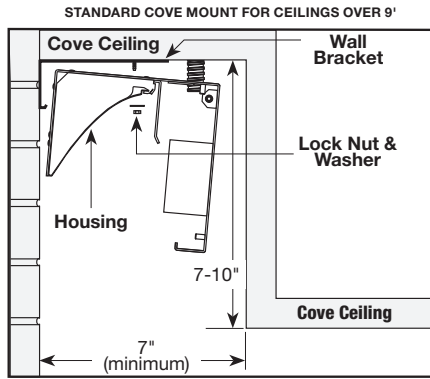 STANDARD COVE MOUNT FOR CEILINGS OVER 9'
Cove Ceiling
Wall
Bracket
Lock Nut &
Washer
Housing
7-10"
Cove Ceiling
7"
(minimum)